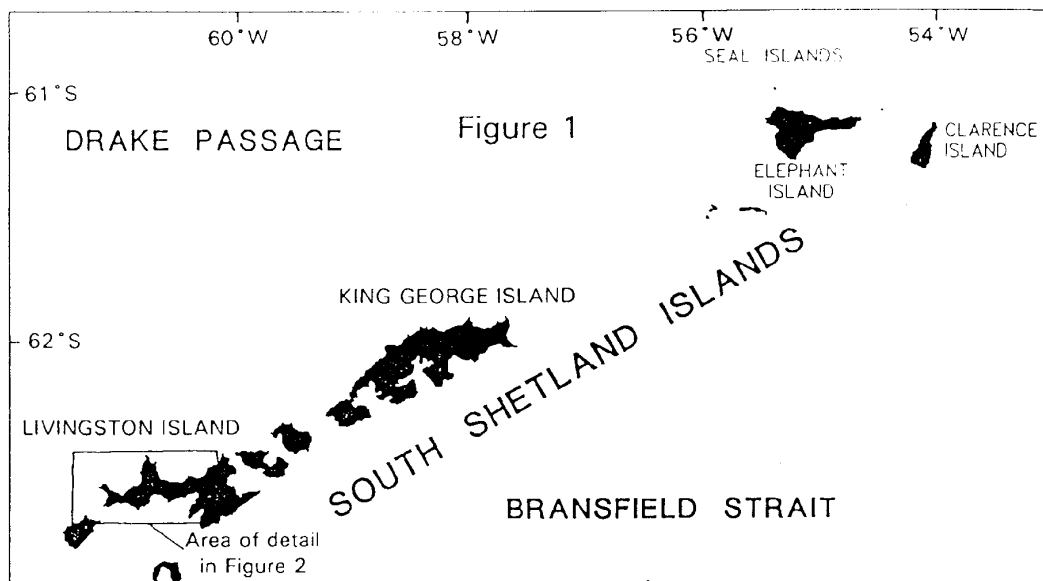 60°W
58°W
56°W
54°W
SEAL ISLANDS
61°S
DRAKE PASSAGE
Figure 1
CLARENCE
ISLAND
ELEPHANT
ISLAND
KING GEORGE ISLAND
62°S
SOUTH SHETLAND ISLANDS
LIVINGSTON ISLAND
BRANSFIELD STRAIT
Area of detail
in Figure 2